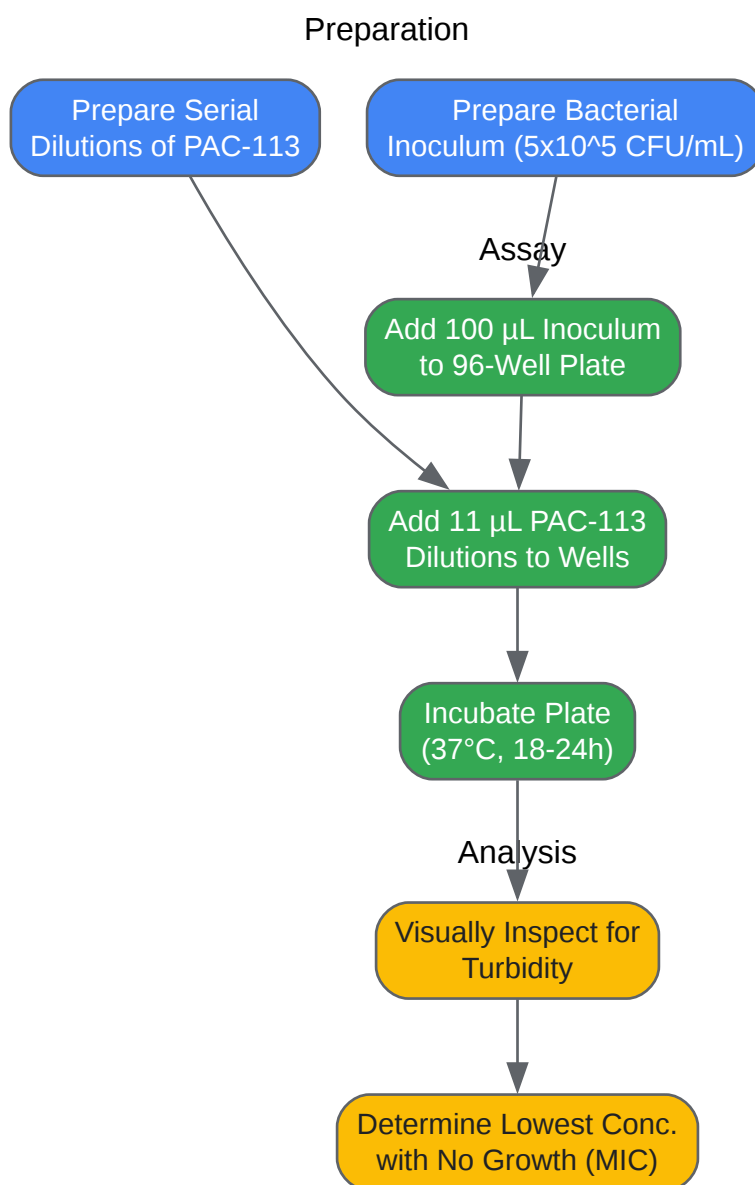 Preparation
Prepare Serial
Dilutions of PAC-113
Prepare Bacterial
Inoculum (5x10^5 CFU/mL)
Assay
Add 100 µL Inoculum
to 96-Well Plate
Add 11 µL PAC-113
Dilutions to Wells
Incubate Plate
(37°C, 18-24h)
Analysis
Visually Inspect for
Turbidity
Determine Lowest Conc.
with No Growth (MIC)